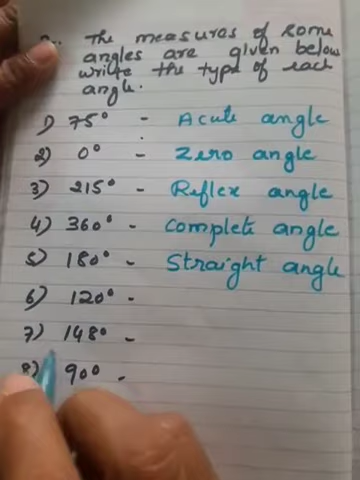 The measures of some
angles are given below
write the type of each
angle.
1) 75° - Acute angle
2) 0° - Zero angle
3) 215° - Reflex angle
4) 360° - Complete angle
5) 180° - Straight angle
6) 120° -
7) 148° -
8) 90° -